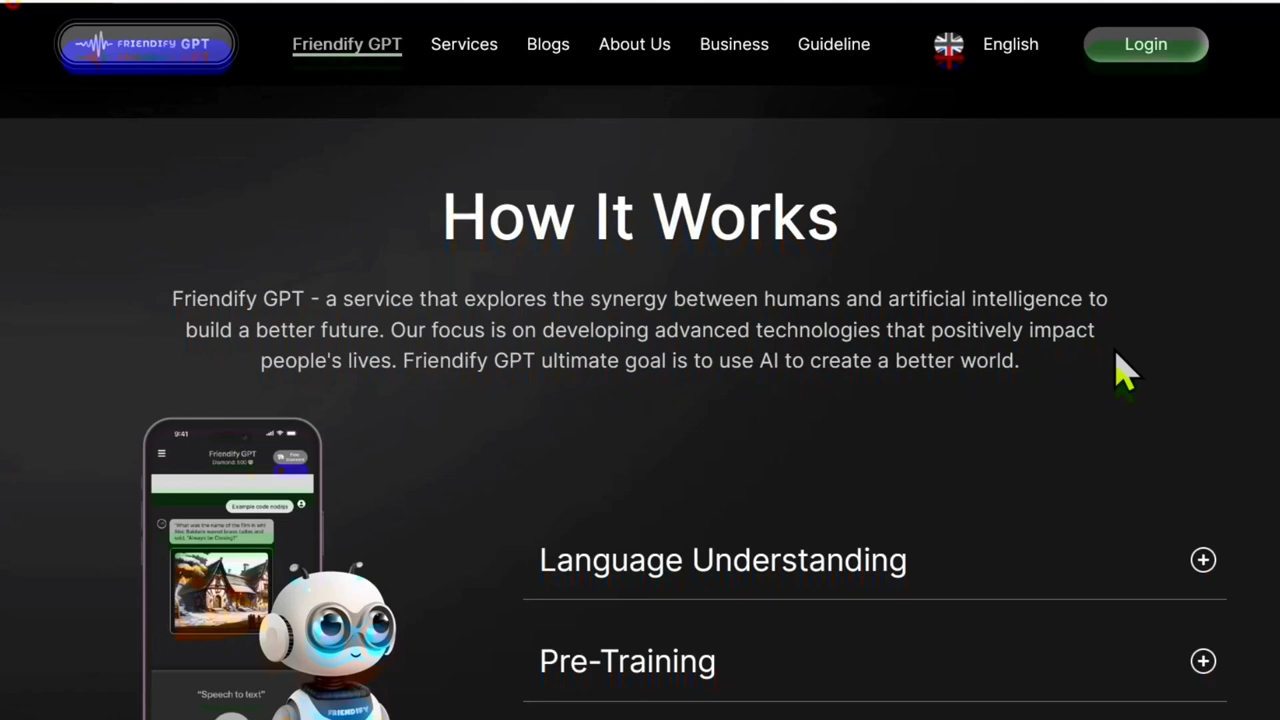 FRIENDIFY GPT
Friendify GPT
Services
Blogs
About Us
Business
Guideline
English
Login
How It Works
Friendify GPT - a service that explores the synergy between humans and artificial intelligence to
build a better future. Our focus is on developing advanced technologies that positively impact
people's lives. Friendify GPT ultimate goal is to use AI to create a better world.
9:41
Friendify GPT
Example code nodejs
Language Understanding
Pre-Training
"Speech to text"
FRIENDIFY